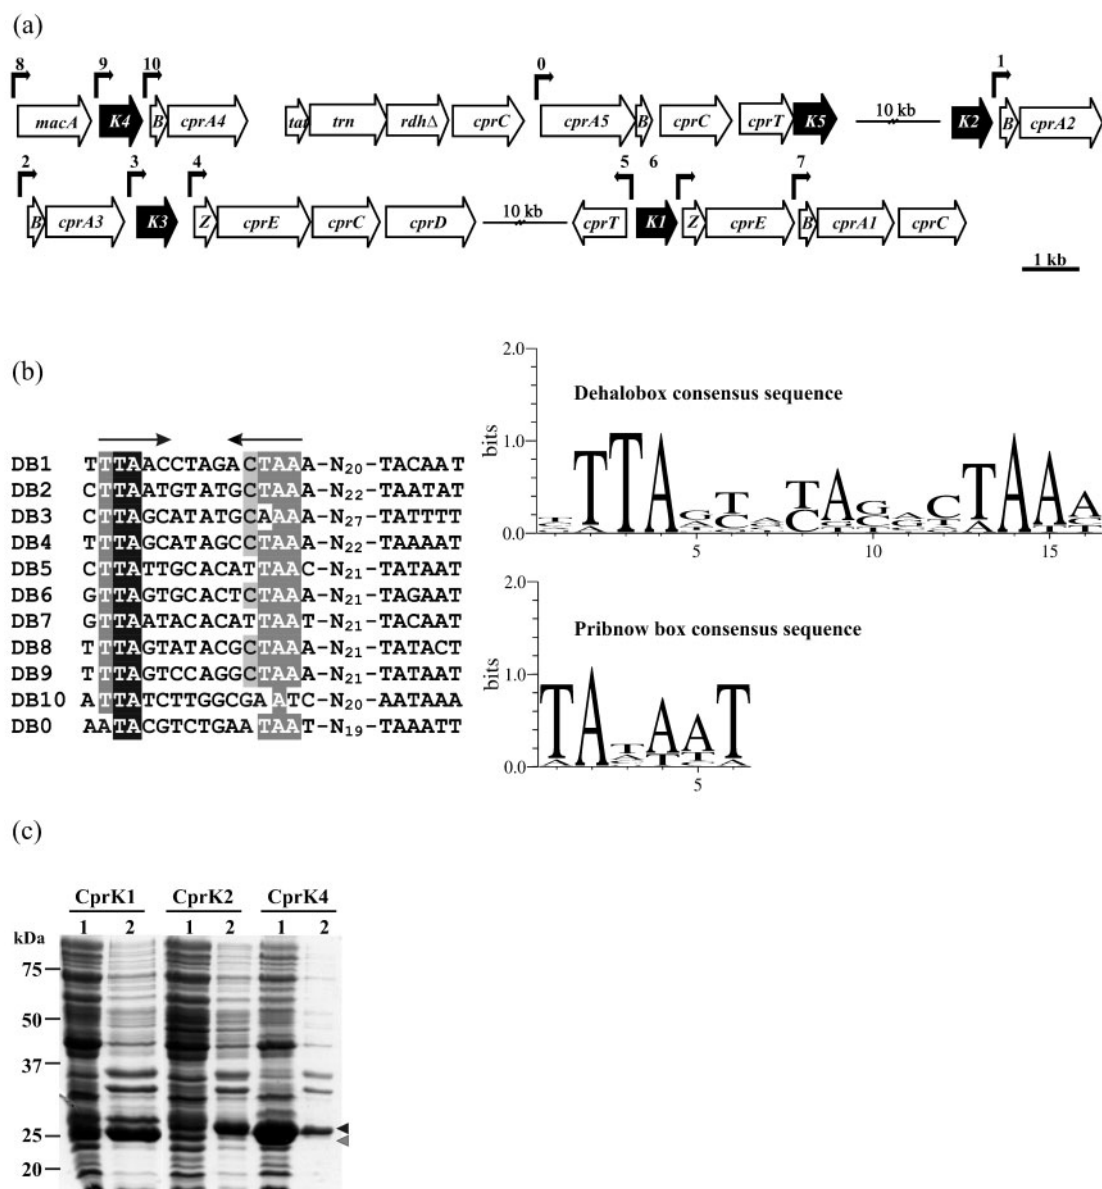 (a)
8 9 10 0 1
macA K4 B cprA4 tat trn rdhΔ cprC cprA5 B cprC cprT K5 10 kb K2 B cprA2
2 3 4 5 6 7
B cprA3 K3 Z cprE cprC cprD 10 kb cprT K1 Z cprE B cprA1 cprC
1 kb
(b)
DB1 TTTAACCTAGACTAAA-N20-TACAAT
DB2 CTTAATGTATGCTAAA-N22-TAATAT
DB3 CTTAGCATATGCAAAA-N27-TATTTT
DB4 TTTAGCATAGCCTAAA-N22-TAAAAT
DB5 CTTATTGCACATTAAC-N21-TATAAT
DB6 GTTAGTGCACTCTAAA-N21-TAGAAT
DB7 GTTAATACACATTAAT-N21-TACAAT
DB8 TTTAGTATACGCTAAA-N21-TATACT
DB9 TTTAGTCCAGGCTAAA-N21-TATAAT
DB10 ATTATCTTGGCGAATC-N20-AATAAA
DB0 AATACGTCTGAATAAT-N19-TAAATT
2.0
Dehalobox consensus sequence
bits
1.0
0.0
5 10 15
2.0
Pribnow box consensus sequence
bits
1.0
0.0
5
(c)
CprK1 CprK2 CprK4
1 2 1 2 1 2
kDa
75
50
37
25
20